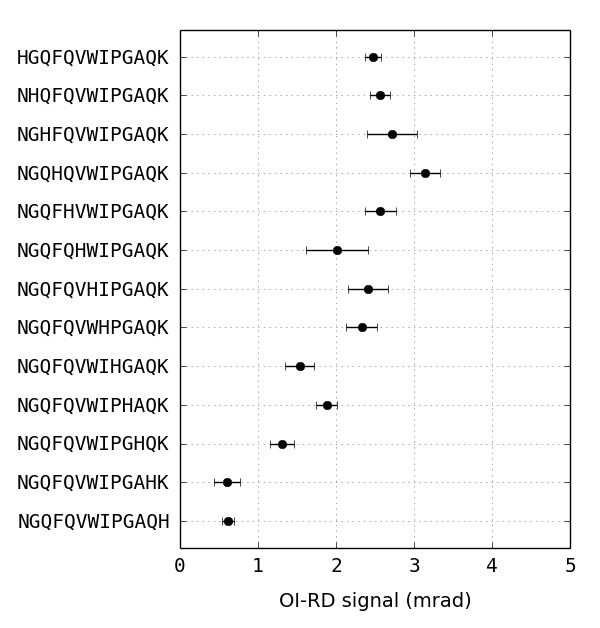 HGQFQVWIPGAQK
NHQFQVWIPGAQK
NGHFQVWIPGAQK
NGQHQVWIPGAQK
NGQFHVWIPGAQK
NGQFQHWIPGAQK
NGQFQVHIPGAQK
NGQFQVWHPGAQK
NGQFQVWIHGAQK
NGQFQVWIPHAQK
NGQFQVWIPGHQK
NGQFQVWIPGAHK
NGQFQVWIPGAQH
0 1 2 3 4 5
OI-RD signal (mrad)